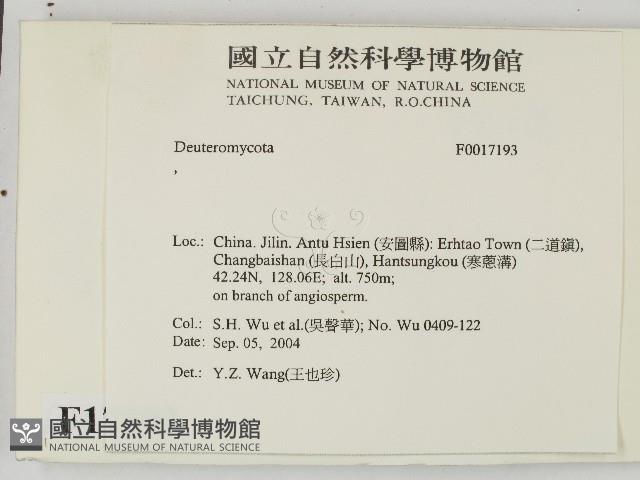 國立自然科學博物館
NATIONAL MUSEUM OF NATURAL SCIENCE
TAICHUNG, TAIWAN, R.O.CHINA
Deuteromycota F0017193
,
Loc.: China. Jilin. Antu Hsien (安圖縣): Erhtao Town (二道鎮),
Changbaishan (長白山), Hantsungkou (寒蔥溝)
42.24N, 128.06E; alt. 750m;
on branch of angiosperm.
Col.: S.H. Wu et al.(吳聲華); No. Wu 0409-122
Date: Sep. 05, 2004
Det.: Y.Z. Wang(王也珍)
國立自然科學博物館
NATIONAL MUSEUM OF NATURAL SCIENCE